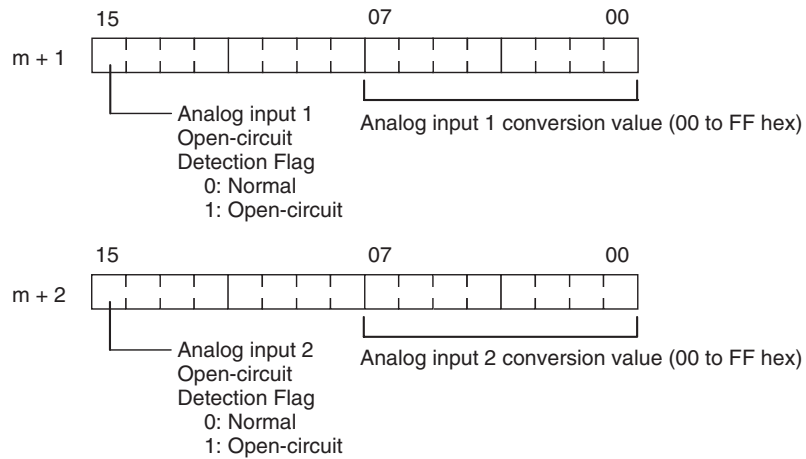 15 07 00
m + 1
Analog input 1
Open-circuit
Detection Flag
0: Normal
1: Open-circuit
Analog input 1 conversion value (00 to FF hex)
15 07 00
m + 2
Analog input 2
Open-circuit
Detection Flag
0: Normal
1: Open-circuit
Analog input 2 conversion value (00 to FF hex)